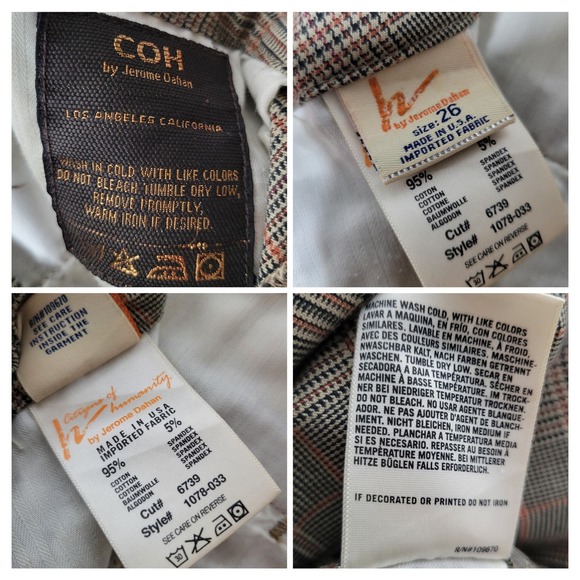 COH
by Jerome Dahan
LOS ANGELES CALIFORNIA
WASH IN COLD WITH LIKE COLORS
DO NOT BLEACH, TUMBLE DRY LOW,
REMOVE PROMPTLY,
WARM IRON IF DESIRED.
h
by Jerome Dahan
size: 26
MADE IN U.S.A.
IMPORTED FABRIC
95% 5%
COTON SPANDEX
COTTON SPANDEX
COTONE SPANDEX
BAUMWOLLE SPANDEX
ALGODON SPANDEX
Cut# 6739
Style# 1078-033
SEE CARE ON REVERSE
R/N#109670
SEE CARE
INSTRUCTION
INSIDE THE
GARMENT
h citizens of
humanity
by Jerome Dahan
MADE IN U.S.A.
IMPORTED FABRIC
95% 5%
COTON SPANDEX
COTTON SPANDEX
COTONE SPANDEX
BAUMWOLLE SPANDEX
ALGODON SPANDEX
Cut# 6739
Style# 1078-033
SEE CARE ON REVERSE
MACHINE WASH COLD, WITH LIKE COLORS
LAVAR A MAQUINA, EN FRÍO, CON COLORES
SIMILARES, LAVABLE EN MACHINE, À FROID,
AVEC DES COULEURS SIMILAIRES, MASCHINE-
NWASCHBAR KALT, NACH FARBEN GETRENNT
WASCHEN. TUMBLE DRY LOW. SECAR EN
SECADORA A BAJA TEMPERATURA. SÉCHER EN
MACHINE À BASSE TEMPÉRATURE. IM TROCK-
NER BEI NIEDRIGER TEMPERATUR TROCKNEN.
DO NOT BLEACH. NO USAR AGENTE BLANQUE-
ADOR. NE PAS AJOUTER D'AGENT DE BLANCH-
IMENT. NICHT BLEICHEN, IRON MEDIUM IF
NEEDED. PLANCHAR A TEMPERATURA MEDIA
SI ES NECESARIO. REPASSER AU BESOIN À
TEMPÉRATURE MOYENNE. BEI MITTLERER
HITZE BÜGLEN FALLS ERFORDERLICH.
IF DECORATED OR PRINTED DO NOT IRON
R/N#109670